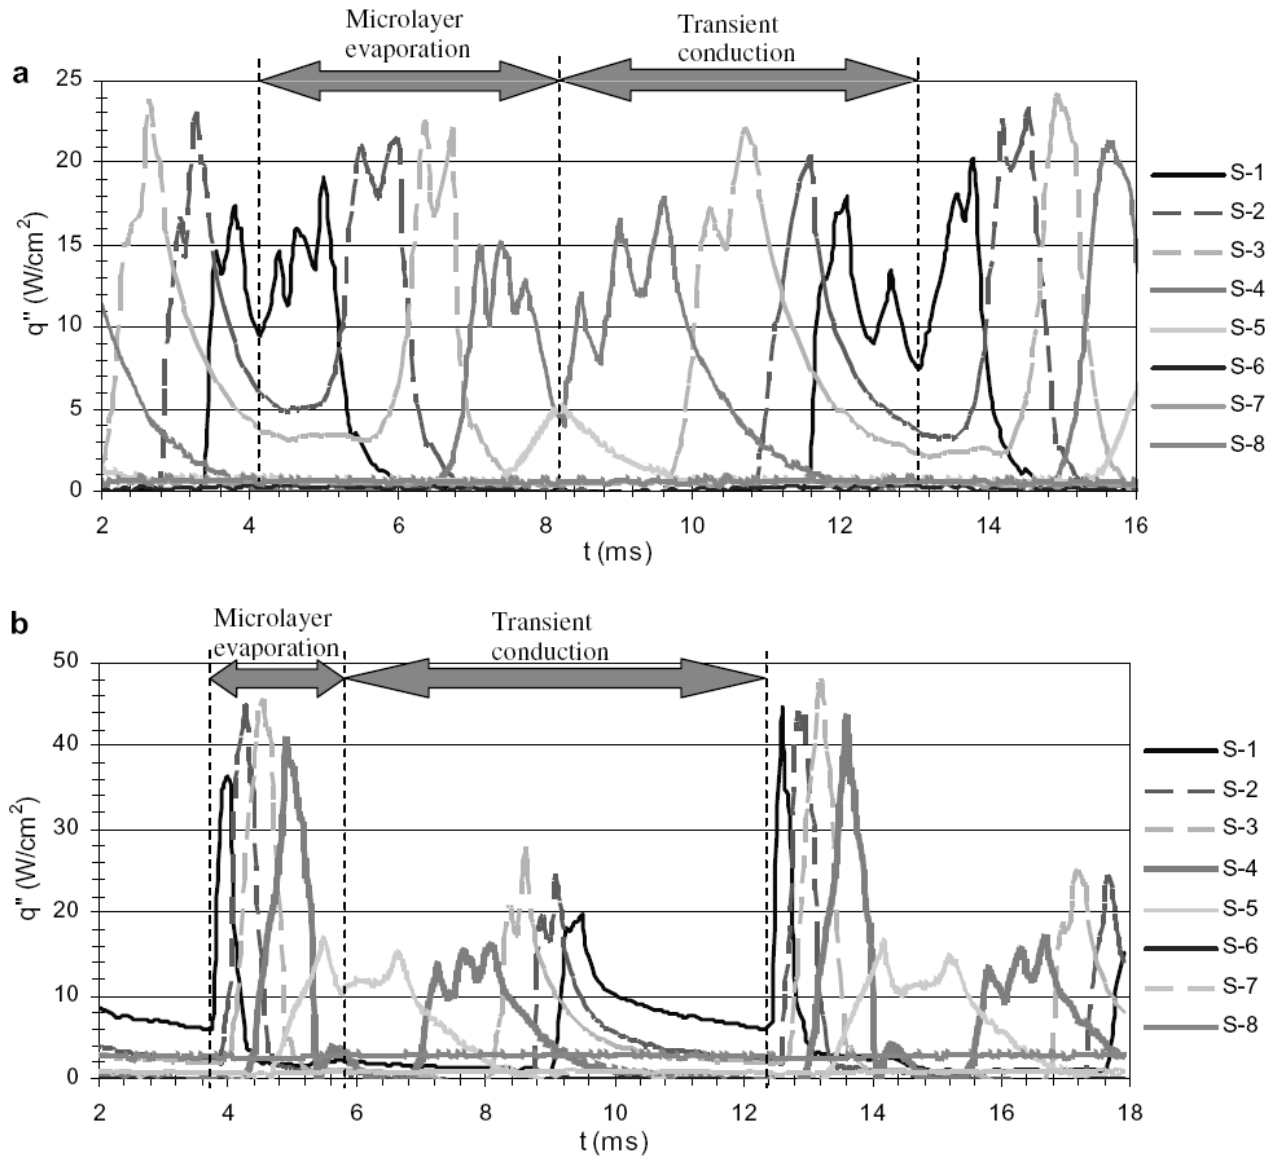 Microlayer
evaporation
Transient
conduction
a
25
20
15
10
5
0
q" (W/cm²)
2 4 6 8 10 12 14 16
t (ms)
S-1
S-2
S-3
S-4
S-5
S-6
S-7
S-8
b
Microlayer
evaporation
Transient
conduction
50
40
30
20
10
0
q" (W/cm²)
2 4 6 8 10 12 14 16 18
t (ms)
S-1
S-2
S-3
S-4
S-5
S-6
S-7
S-8